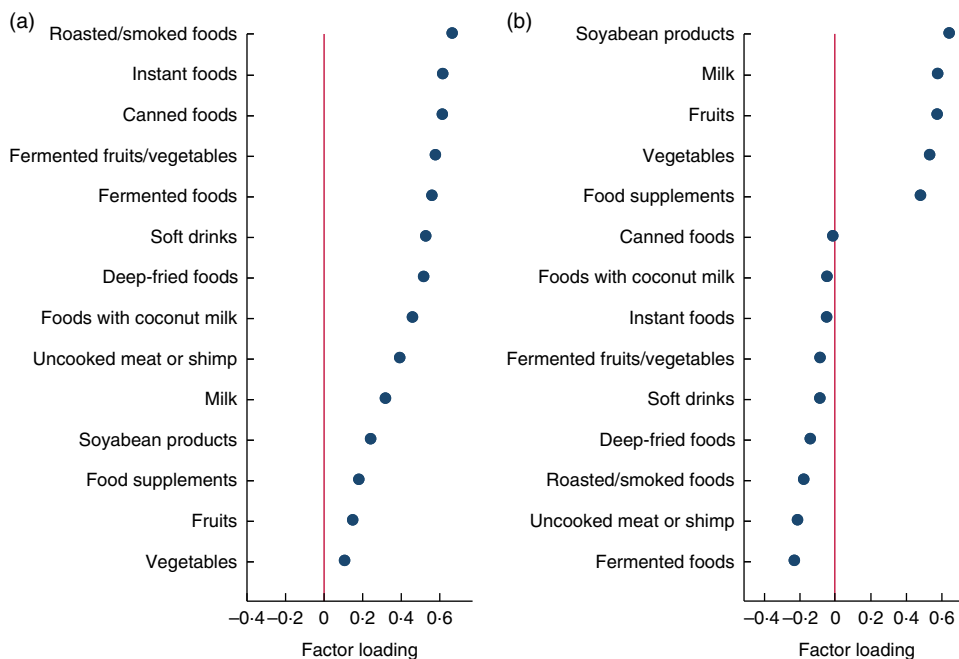 (a)
Roasted/smoked foods
Instant foods
Canned foods
Fermented fruits/vegetables
Fermented foods
Soft drinks
Deep-fried foods
Foods with coconut milk
Uncooked meat or shrimp
Milk
Soyabean products
Food supplements
Fruits
Vegetables
–0·4 –0·2 0 0·2 0·4 0·6
Factor loading
(b)
Soyabean products
Milk
Fruits
Vegetables
Food supplements
Canned foods
Foods with coconut milk
Instant foods
Fermented fruits/vegetables
Soft drinks
Deep-fried foods
Roasted/smoked foods
Uncooked meat or shimp
Fermented foods
–0·4 –0·2 0 0·2 0·4 0·6
Factor loading